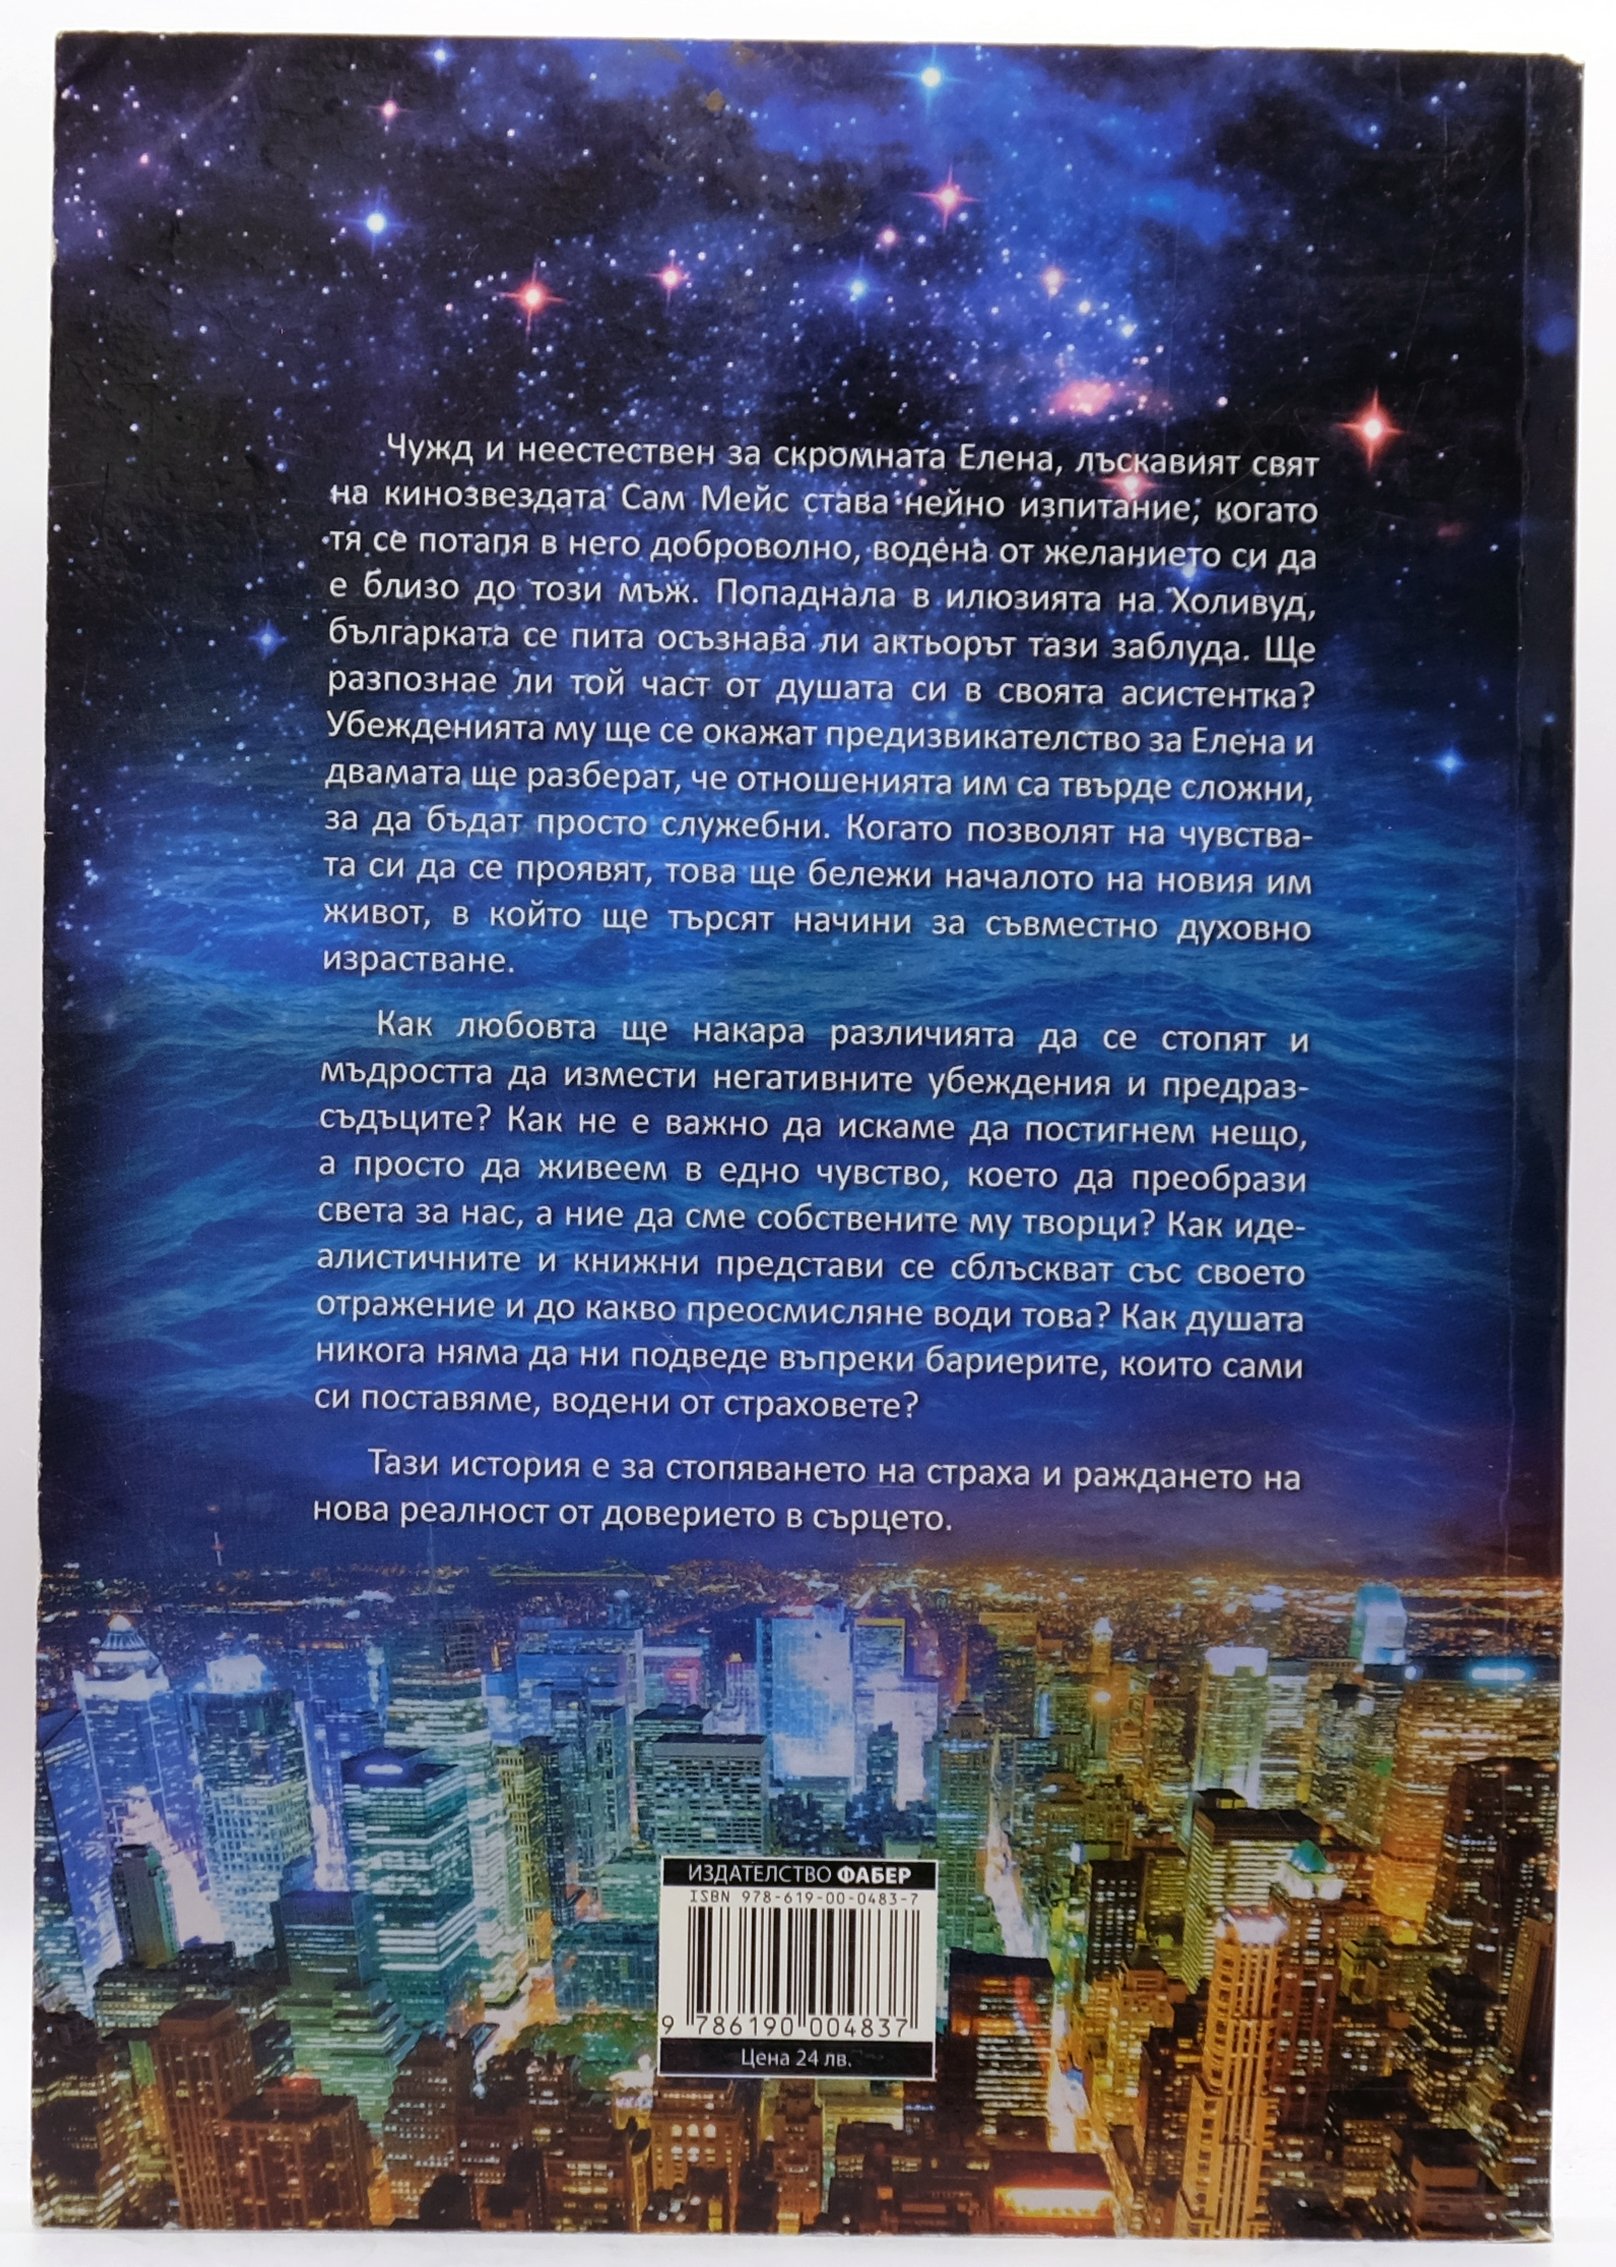 Чужд и неестествен за скромната Елена, лъскавият свят
на кинозвездата Сам Мейс става нейно изпитание, когато
тя се потапя в него доброволно, водена от желанието си да
е близо до този мъж. Попаднала в илюзията на Холивуд,
българката се пита осъзнава ли актьорът тази заблуда. Ще
разпознае ли той част от душата си в своята асистентка?
Убежденията му ще се окажат предизвикателство за Елена и
двамата ще разберат, че отношенията им са твърде сложни,
за да бъдат просто служебни. Когато позволят на чувства-
та си да се проявят, това ще бележи началото на новия им
живот, в който ще търсят начини за съвместно духовно
израстване.
Как любовта ще накара различията да се стопят и
мъдростта да измести негативните убеждения и предраз-
съдъците? Как не е важно да искаме да постигнем нещо,
а просто да живеем в едно чувство, което да преобрази
света за нас, а ние да сме собствените му творци? Как иде-
алистичните и книжни представи се сблъскват със своето
отражение и до какво преосмисляне води това? Как душата
никога няма да ни подведе въпреки бариерите, които сами
си поставяме, водени от страховете?
Тази история е за стопяването на страха и раждането на
нова реалност от доверието в сърцето.
ИЗДАТЕЛСТВО ФАБЕР
ISBN 978-619-00-0483-7
9 786190 004837
Цена 24 лв.